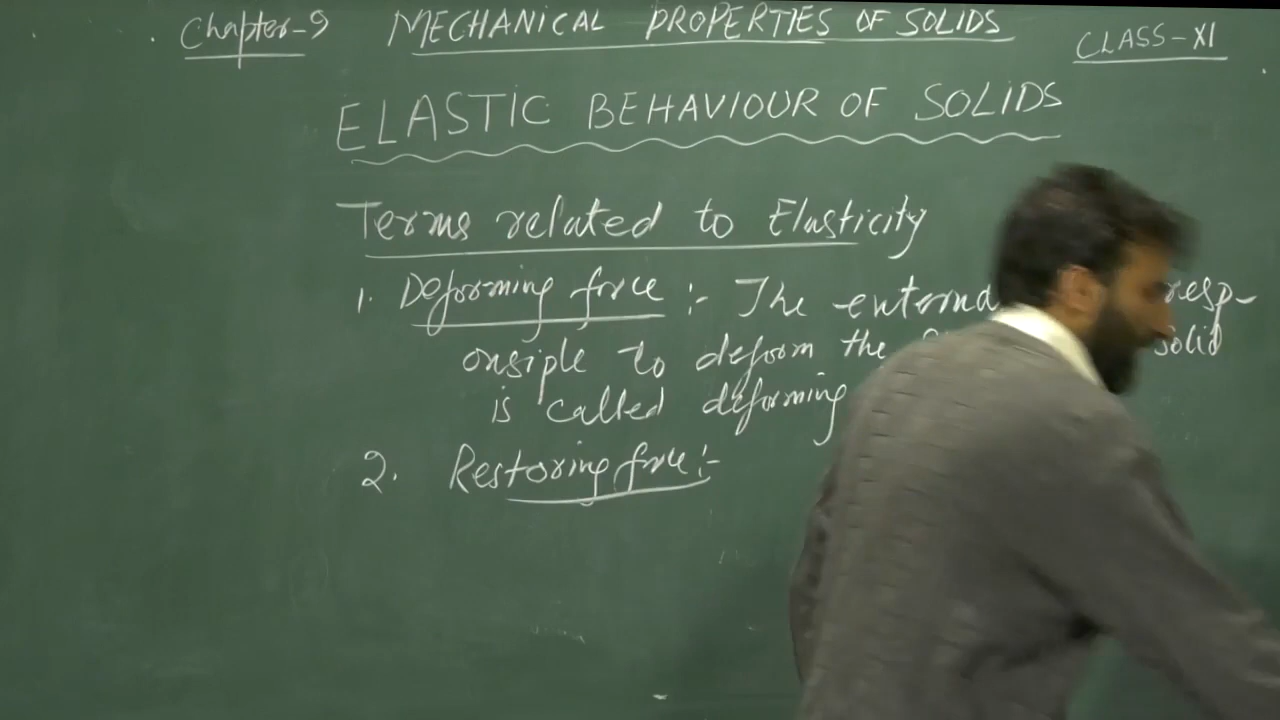 Chapter-9 MECHANICAL PROPERTIES OF SOLIDS CLASS-XI
ELASTIC BEHAVIOUR OF SOLIDS
Terms related to Elasticity
1. Deforming force :- The resp-
onsiple to deform the solid
is called deforming
2. Restoring force :-